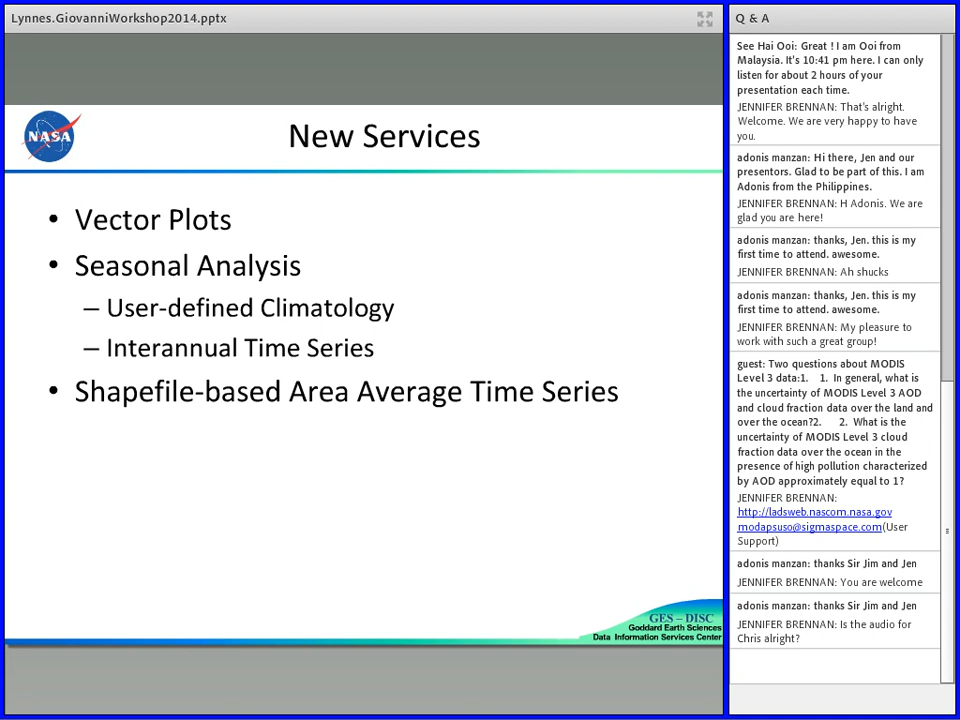 Lynnes.GiovanniWorkshop2014.pptx
NASA
New Services
• Vector Plots
• Seasonal Analysis
– User-defined Climatology
– Interannual Time Series
• Shapefile-based Area Average Time Series
GES – DISC
Goddard Earth Sciences
Data Information Services Center
Q & A
See Hai Ooi: Great ! I am Ooi from
Malaysia. It's 10:41 pm here. I can only
listen for about 2 hours of your
presentation each time.
JENNIFER BRENNAN: That's alright.
Welcome. We are very happy to have
you.
adonis manzan: Hi there, Jen and our
presentors. Glad to be part of this. I am
Adonis from the Philippines.
JENNIFER BRENNAN: H Adonis. We are
glad you are here!
adonis manzan: thanks, Jen. this is my
first time to attend. awesome.
JENNIFER BRENNAN: Ah shucks
adonis manzan: thanks, Jen. this is my
first time to attend. awesome.
JENNIFER BRENNAN: My pleasure to
work with such a great group!
guest: Two questions about MODIS
Level 3 data:1. 1. In general, what is
the uncertainty of MODIS Level 3 AOD
and cloud fraction data over the land and
over the ocean?2. 2. What is the
uncertainty of MODIS Level 3 cloud
fraction data over the ocean in the
presence of high pollution characterized
by AOD approximately equal to 1?
JENNIFER BRENNAN:
http://ladsweb.nascom.nasa.gov
modapsuso@sigmaspace.com(User
Support)
adonis manzan: thanks Sir Jim and Jen
JENNIFER BRENNAN: You are welcome
adonis manzan: thanks Sir Jim and Jen
JENNIFER BRENNAN: Is the audio for
Chris alright?